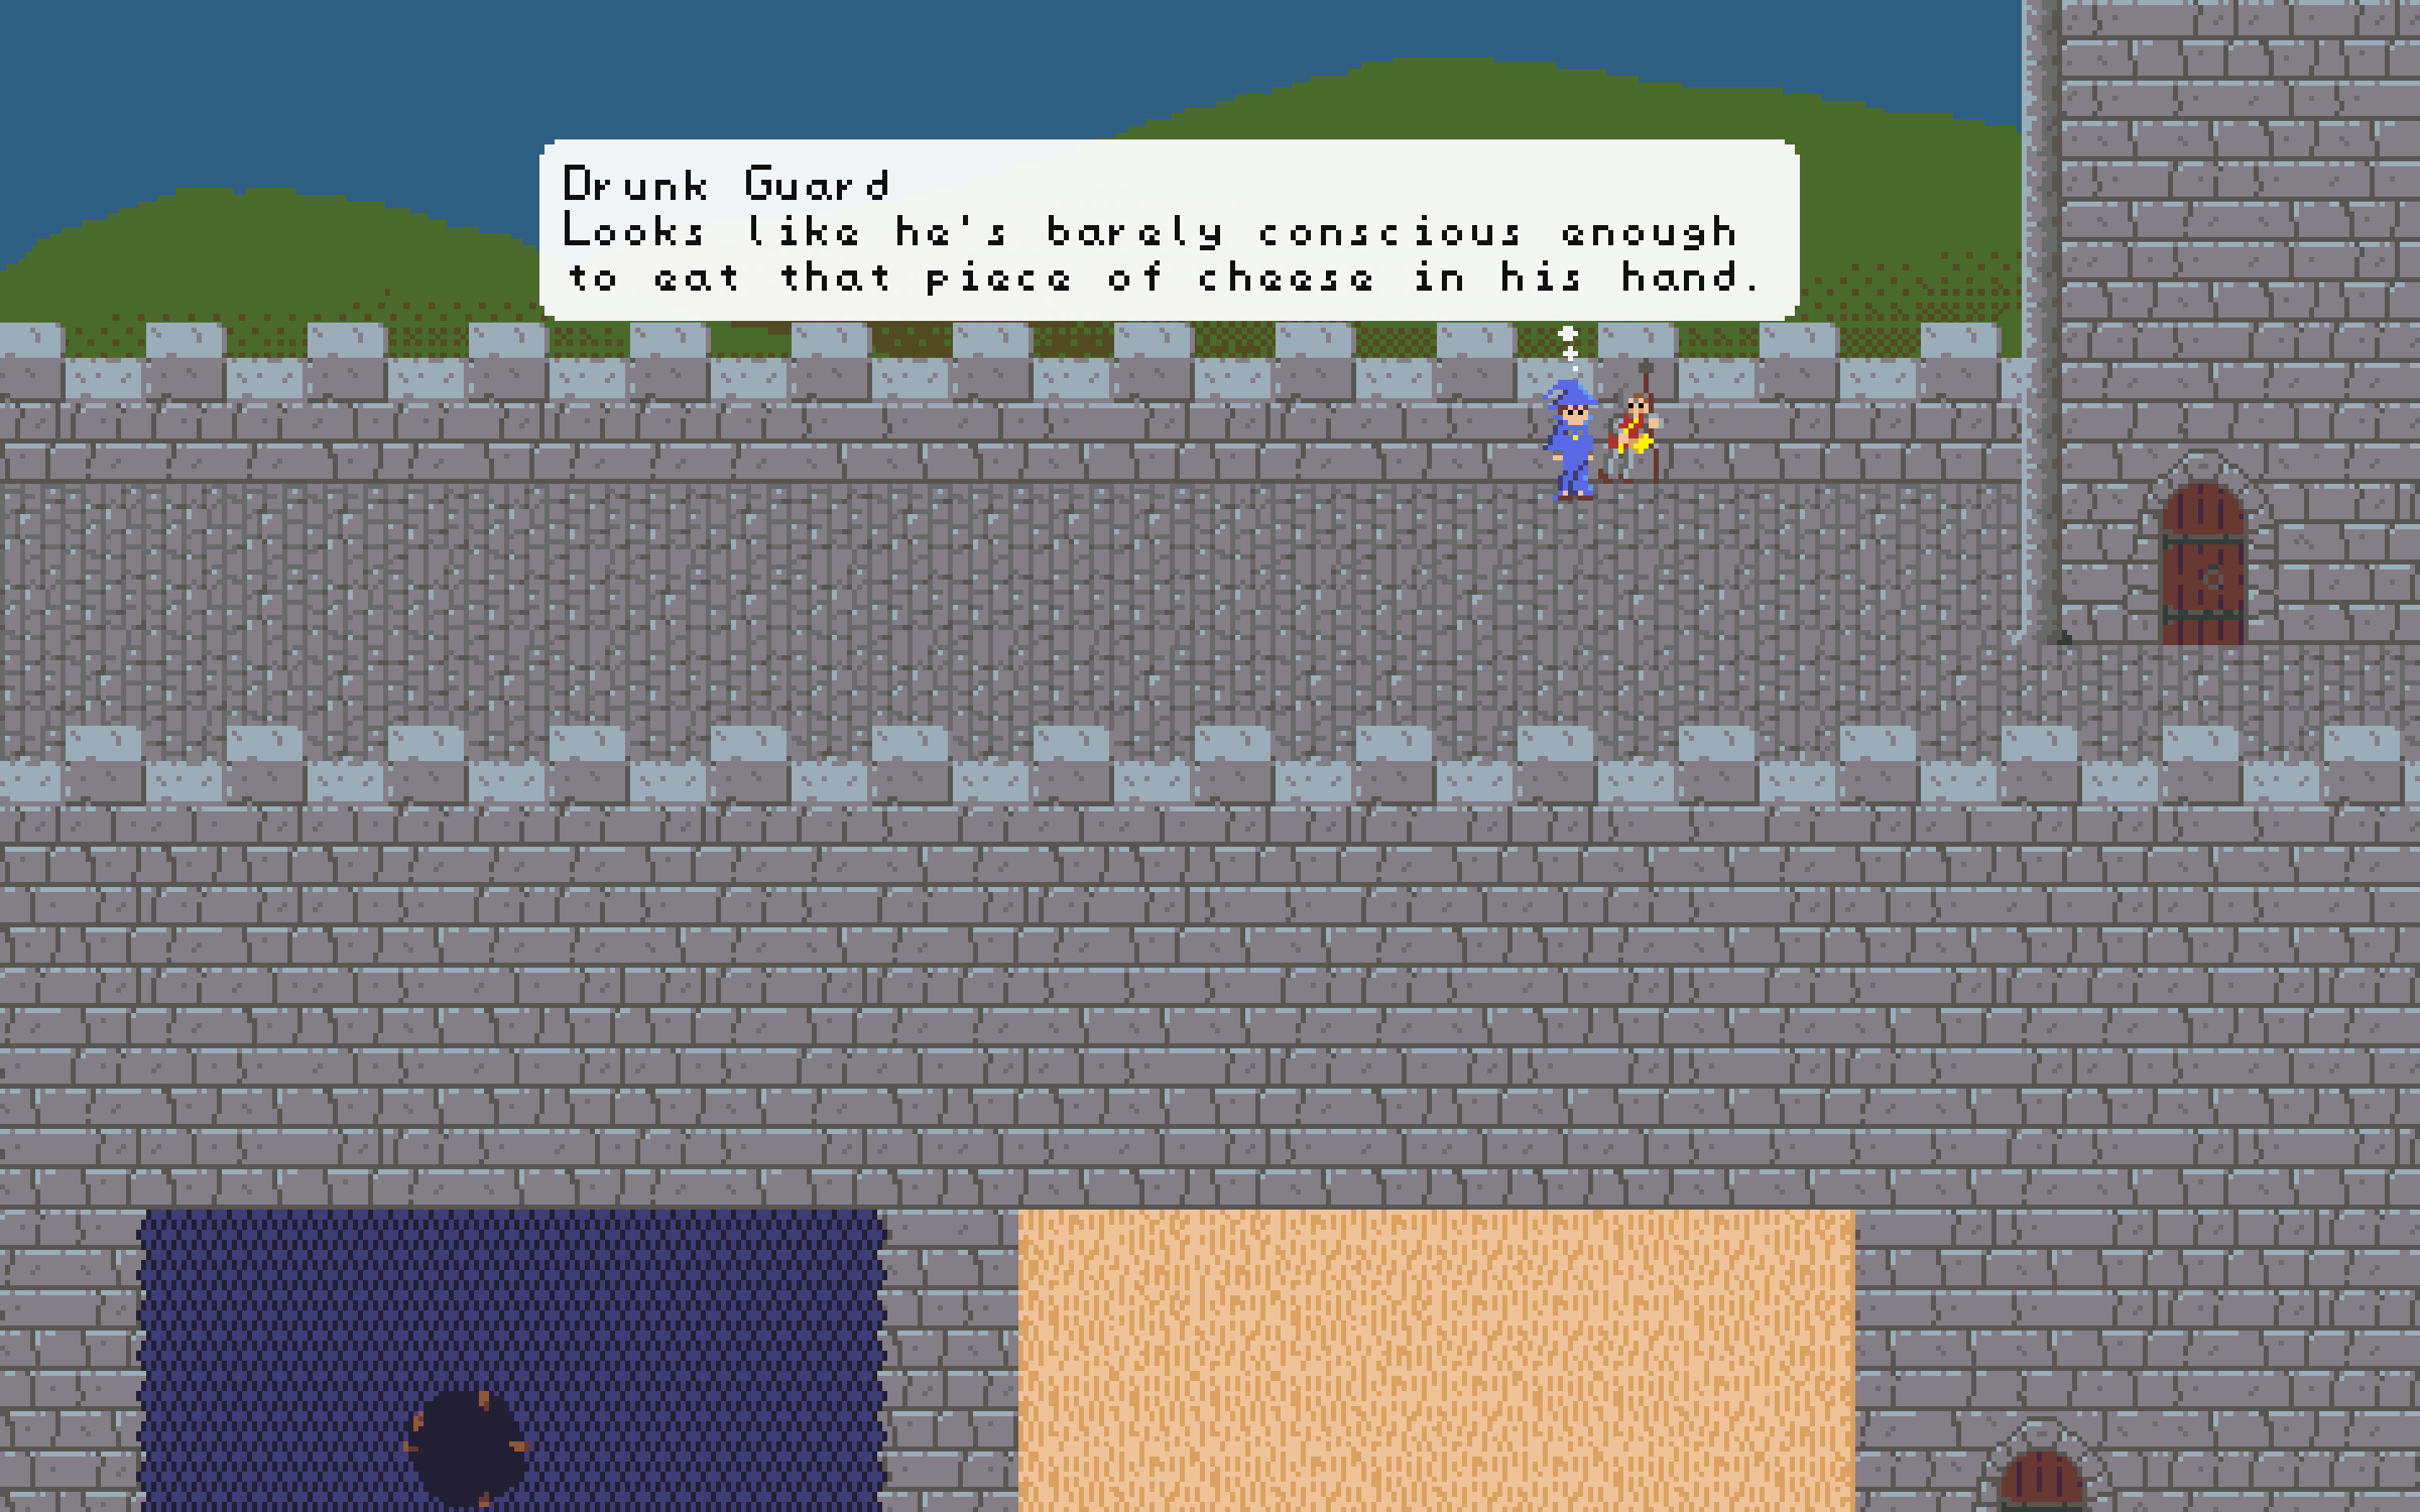 Drunk Guard
Looks like he's barely conscious enough
to eat that piece of cheese in his hand.